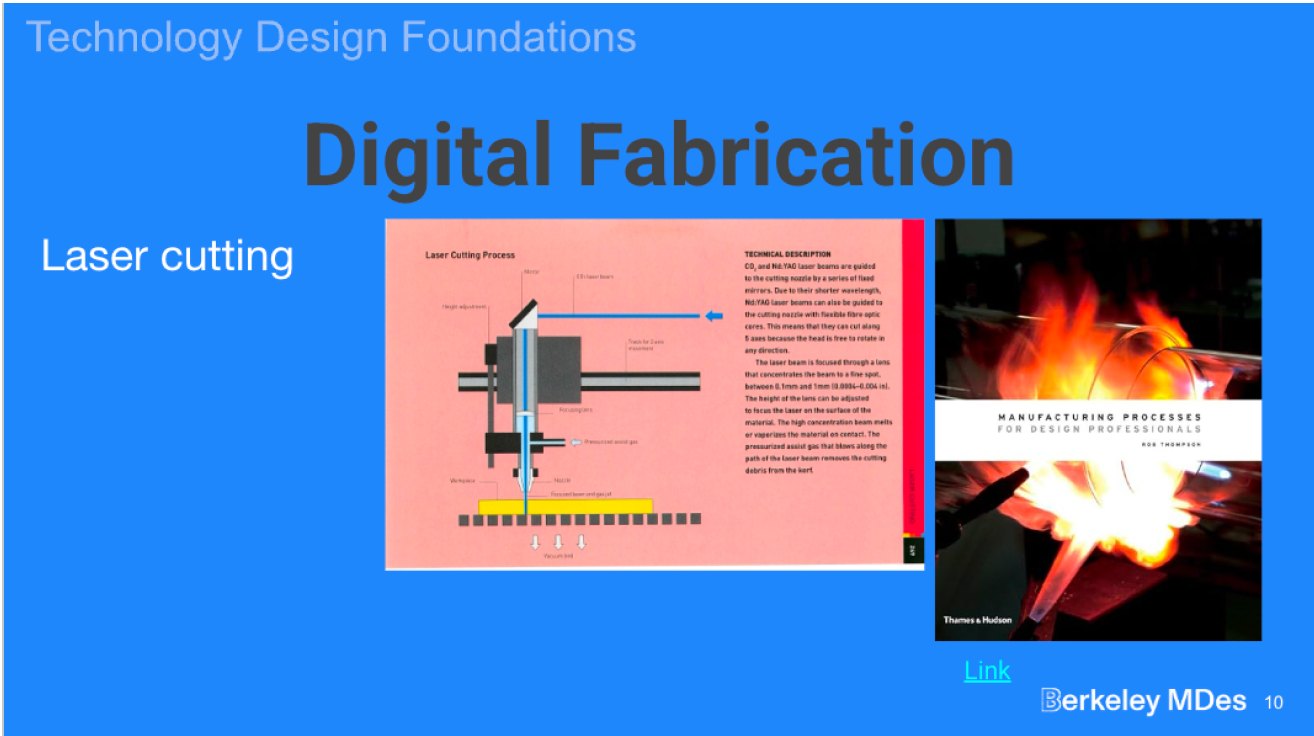 Technology Design Foundations
Digital Fabrication
Laser cutting
Laser Cutting Process
Mirror
CO₂ laser beam
Height adjustment
Track for 2-axis
movement
Focusing lens
Pressurized assist gas
Workpiece
Nozzle
Focused beam and gas jet
Vacuum bed
TECHNICAL DESCRIPTION
CO₂ and Nd:YAG laser beams are guided
to the cutting nozzle by a series of fixed
mirrors. Due to their shorter wavelength,
Nd:YAG laser beams can also be guided to
the cutting nozzle with flexible fibre optic
cores. This means that they can cut along
5 axes because the head is free to rotate in
any direction.
The laser beam is focused through a lens
that concentrates the beam to a fine spot,
between 0.1mm and 1mm (0.0004–0.004 in).
The height of the lens can be adjusted
to focus the laser on the surface of the
material. The high concentration beam melts
or vaporizes the material on contact. The
pressurized assist gas that blows along the
path of the laser beam removes the cutting
debris from the kerf.
MANUFACTURING PROCESSES
FOR DESIGN PROFESSIONALS
ROB THOMPSON
Thames & Hudson
Link
Berkeley MDes 10